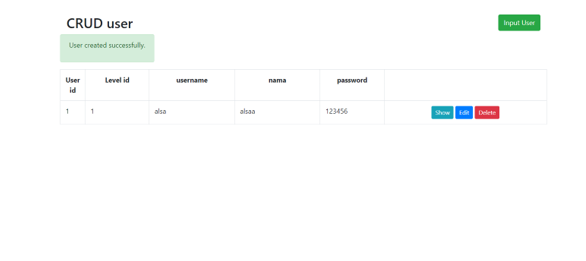 CRUD user
Input User
User created successfully.
User id Level id username nama password
1 1 alsa alsaa 123456 Show Edit Delete